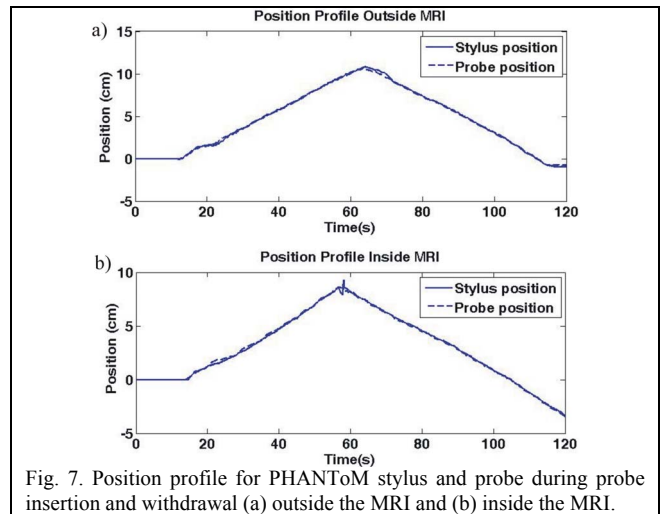 Position Profile Outside MRI
a)
Stylus position
Probe position
15
10
5
0
-5
Position (cm)
0 20 40 60 80 100 120
Time(s)
Position Profile Inside MRI
b)
Stylus position
Probe position
10
5
0
-5
Position (cm)
0 20 40 60 80 100 120
Time(s)
Fig. 7. Position profile for PHANToM stylus and probe during probe
insertion and withdrawal (a) outside the MRI and (b) inside the MRI.